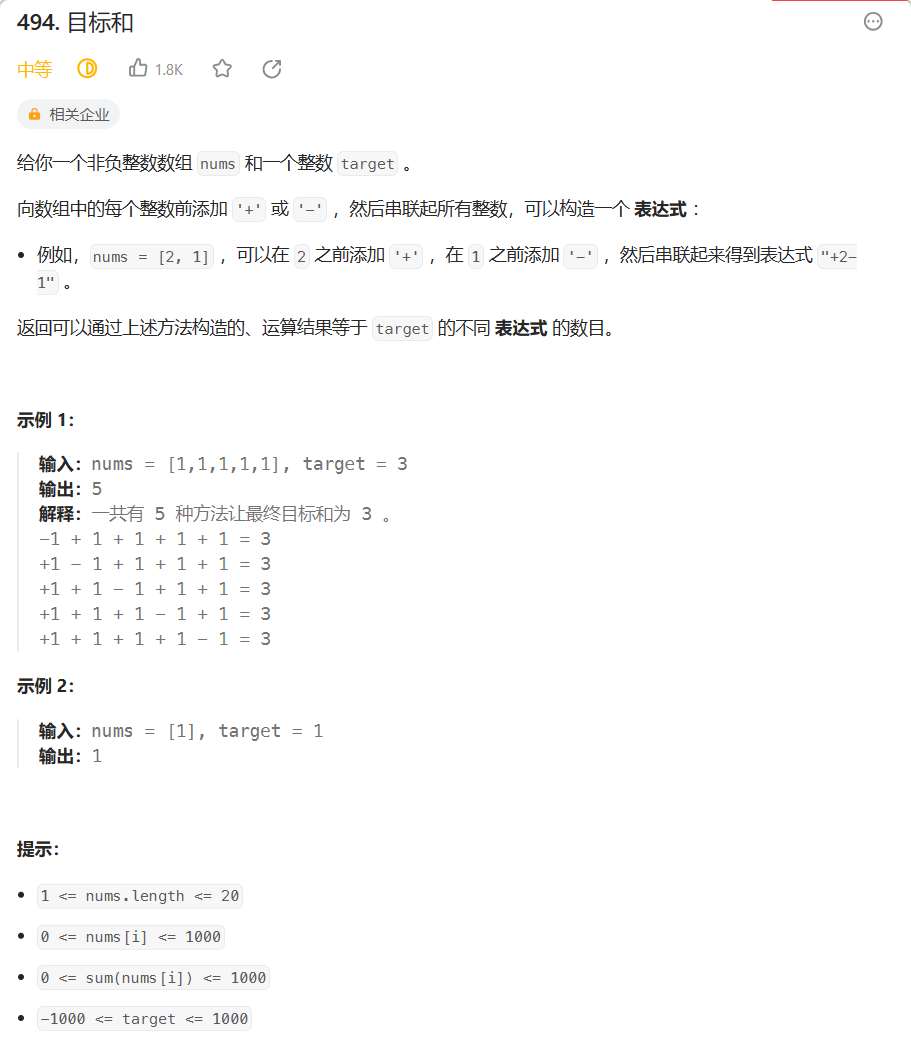 494. 目标和
中等 1.8K
相关企业
给你一个非负整数数组 nums 和一个整数 target 。
向数组中的每个整数前添加 '+' 或 '-' ，然后串联起所有整数，可以构造一个 表达式 ：
• 例如，nums = [2, 1] ，可以在 2 之前添加 '+' ，在 1 之前添加 '-' ，然后串联起来得到表达式 "+2-
1" 。
返回可以通过上述方法构造的、运算结果等于 target 的不同 表达式 的数目。
示例 1：
输入：nums = [1,1,1,1,1], target = 3
输出：5
解释：一共有 5 种方法让最终目标和为 3 。
-1 + 1 + 1 + 1 + 1 = 3
+1 - 1 + 1 + 1 + 1 = 3
+1 + 1 - 1 + 1 + 1 = 3
+1 + 1 + 1 - 1 + 1 = 3
+1 + 1 + 1 + 1 - 1 = 3
示例 2：
输入：nums = [1], target = 1
输出：1
提示：
• 1 <= nums.length <= 20
• 0 <= nums[i] <= 1000
• 0 <= sum(nums[i]) <= 1000
• -1000 <= target <= 1000